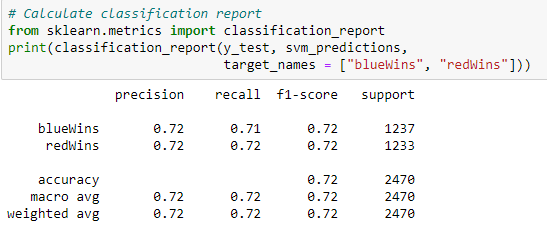 # Calculate classification report
from sklearn.metrics import classification_report
print(classification_report(y_test, svm_predictions,
target_names = ["blueWins", "redWins"]))
precision recall f1-score support
blueWins 0.72 0.71 0.72 1237
redWins 0.72 0.72 0.72 1233
accuracy 0.72 2470
macro avg 0.72 0.72 0.72 2470
weighted avg 0.72 0.72 0.72 2470